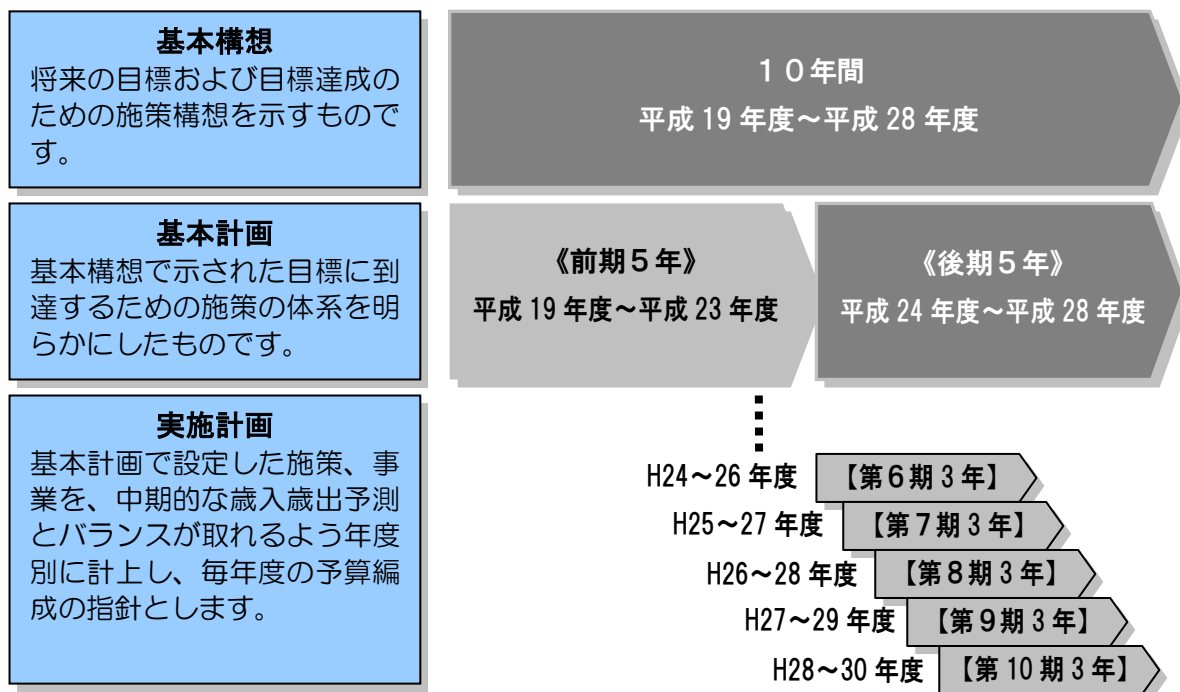 基本構想
将来の目標および目標達成の
ための施策構想を示すもので
す。
１０年間
平成 19 年度～平成 28 年度
基本計画
基本構想で示された目標に到
達するための施策の体系を明
らかにしたものです。
《前期５年》
平成 19 年度～平成 23 年度
《後期５年》
平成 24 年度～平成 28 年度
実施計画
基本計画で設定した施策、事
業を、中期的な歳入歳出予測
とバランスが取れるよう年度
別に計上し、毎年度の予算編
成の指針とします。
H24～26 年度 【第６期 3 年】
H25～27 年度 【第７期 3 年】
H26～28 年度 【第８期 3 年】
H27～29 年度 【第９期 3 年】
H28～30 年度 【第 10 期 3 年】